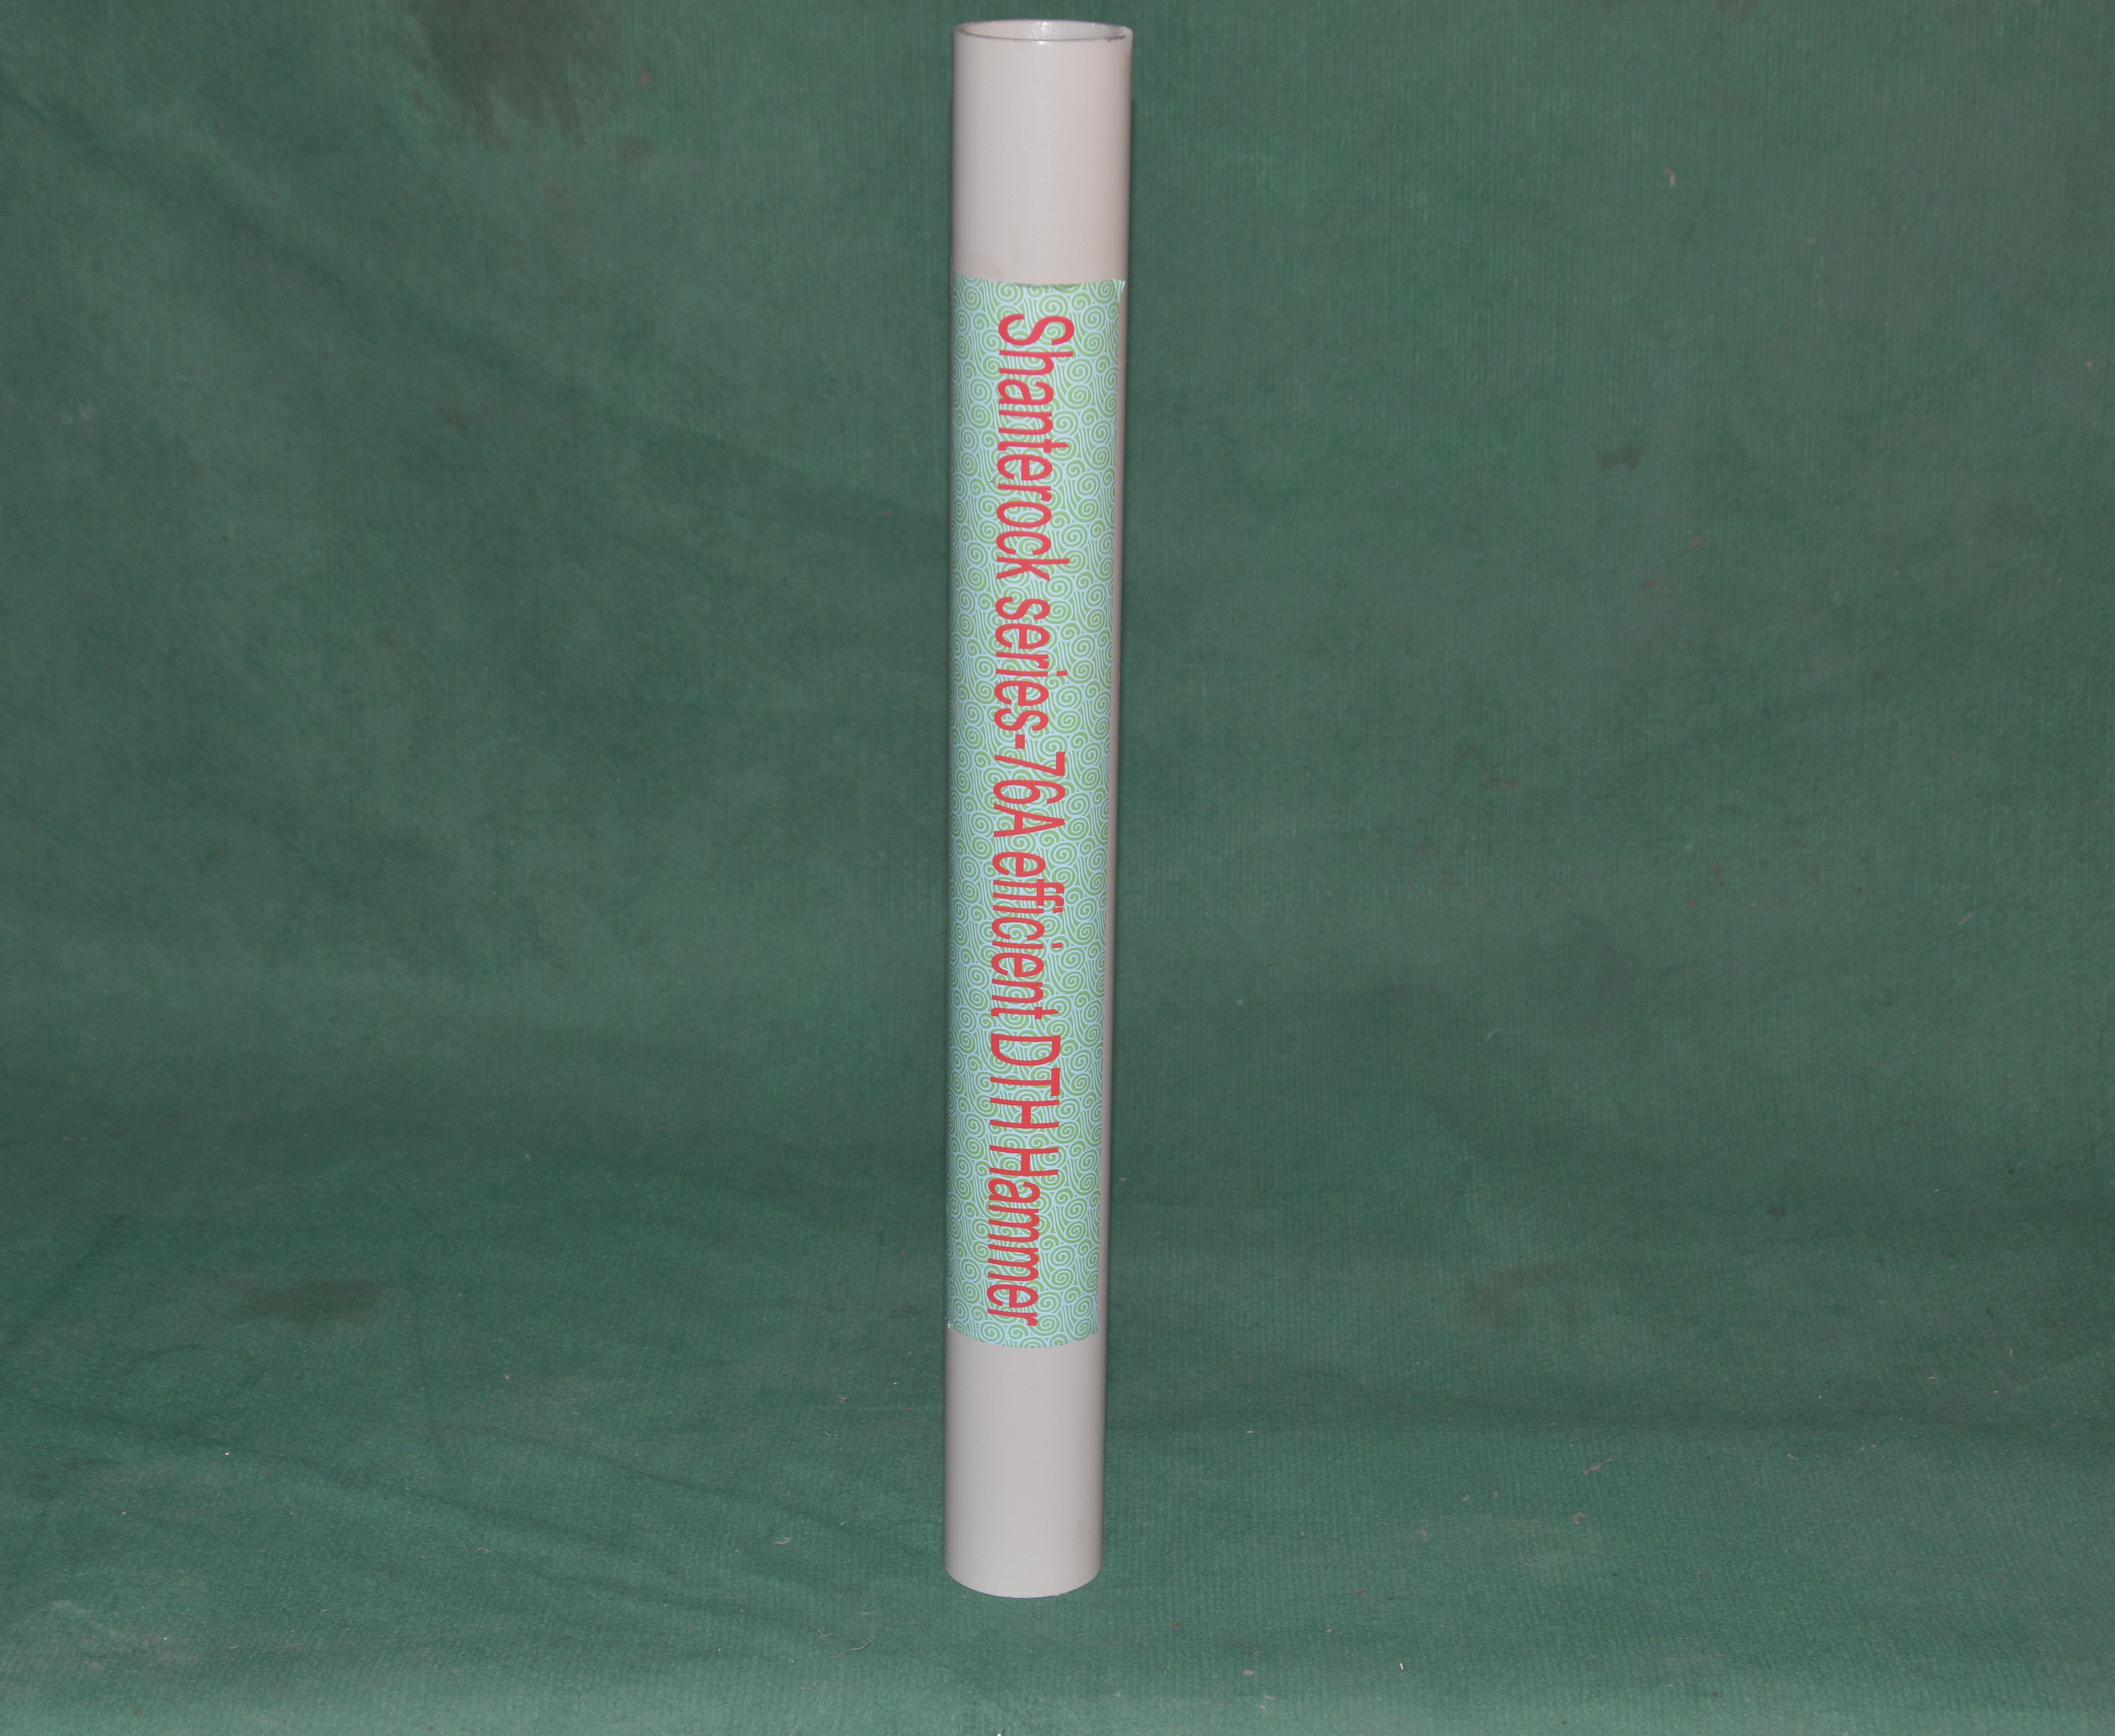 Shanterock series-76A efficient DTH Hammer